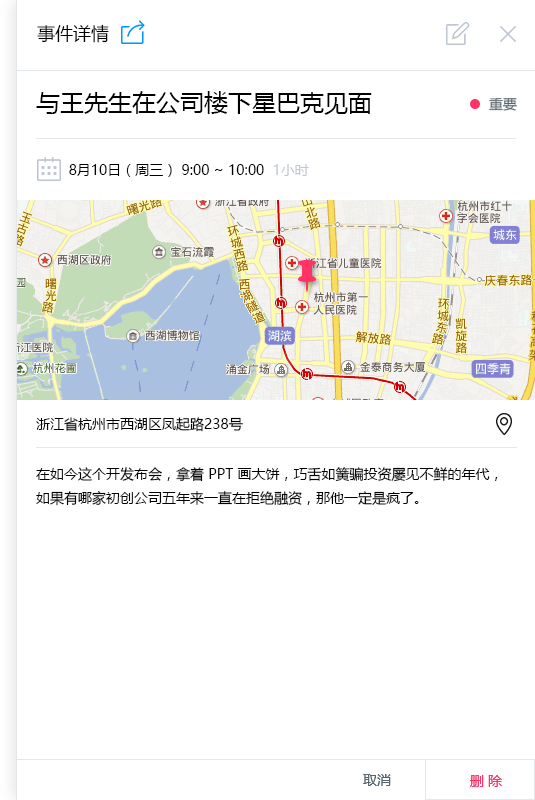 事件详情
与王先生在公司楼下星巴克见面
重要
8月10日（周三） 9:00 ~ 10:00 1小时
浙江省政府
杭州市红十
字会医院
曙光路
玉古路
环城西路
城东
西湖区政府
宝石流霞
浙江省儿童医院
庆春东路
园
曙光路
西湖隧道
杭州市第一
人民医院
环城东路
凯旋路
西湖博物馆
湖滨
解放路
江医院
杭州花圃
涌金广场
金泰商务大厦
四季青
浙江省杭州市西湖区凤起路238号
在如今这个开发布会，拿着 PPT 画大饼，巧舌如簧骗投资屡见不鲜的年代，
如果有哪家初创公司五年来一直在拒绝融资，那他一定是疯了。
取消
删 除